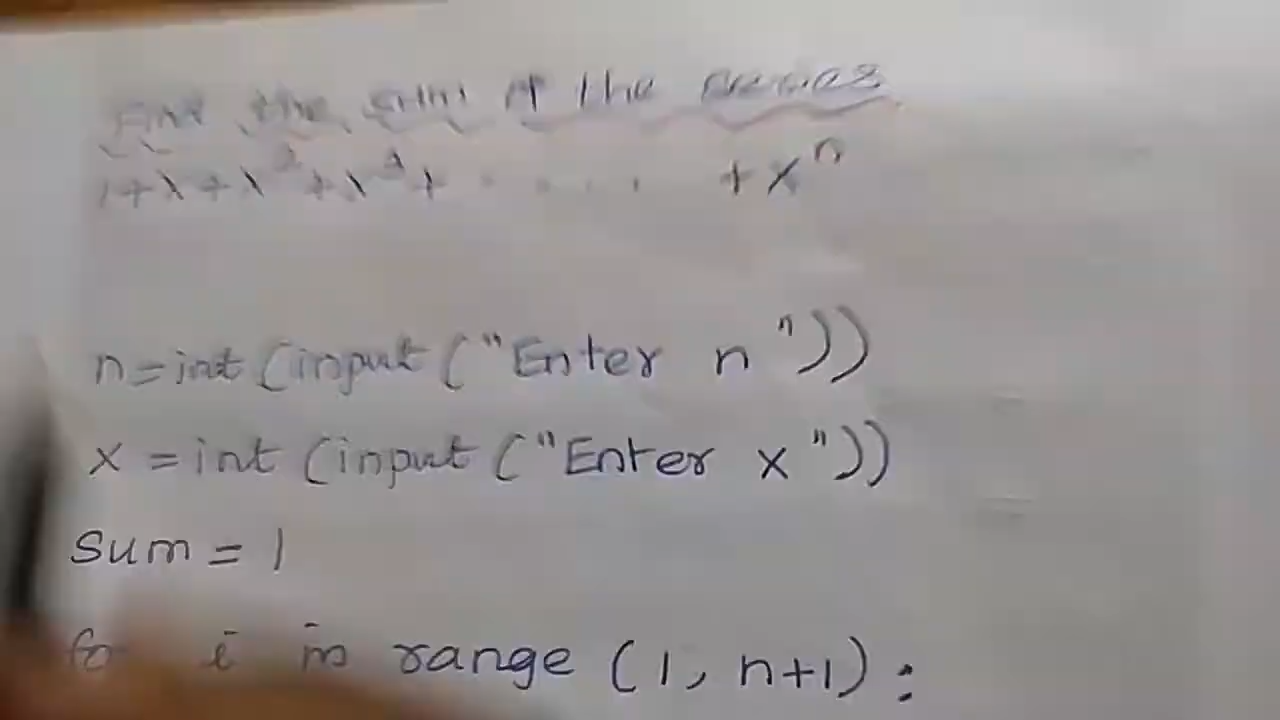 Find the sum of the series
1+x+x²+x³+ ..... +xⁿ
n=int(input("Enter n"))
x=int(input("Enter x"))
Sum=1
for i in range (1, n+1):